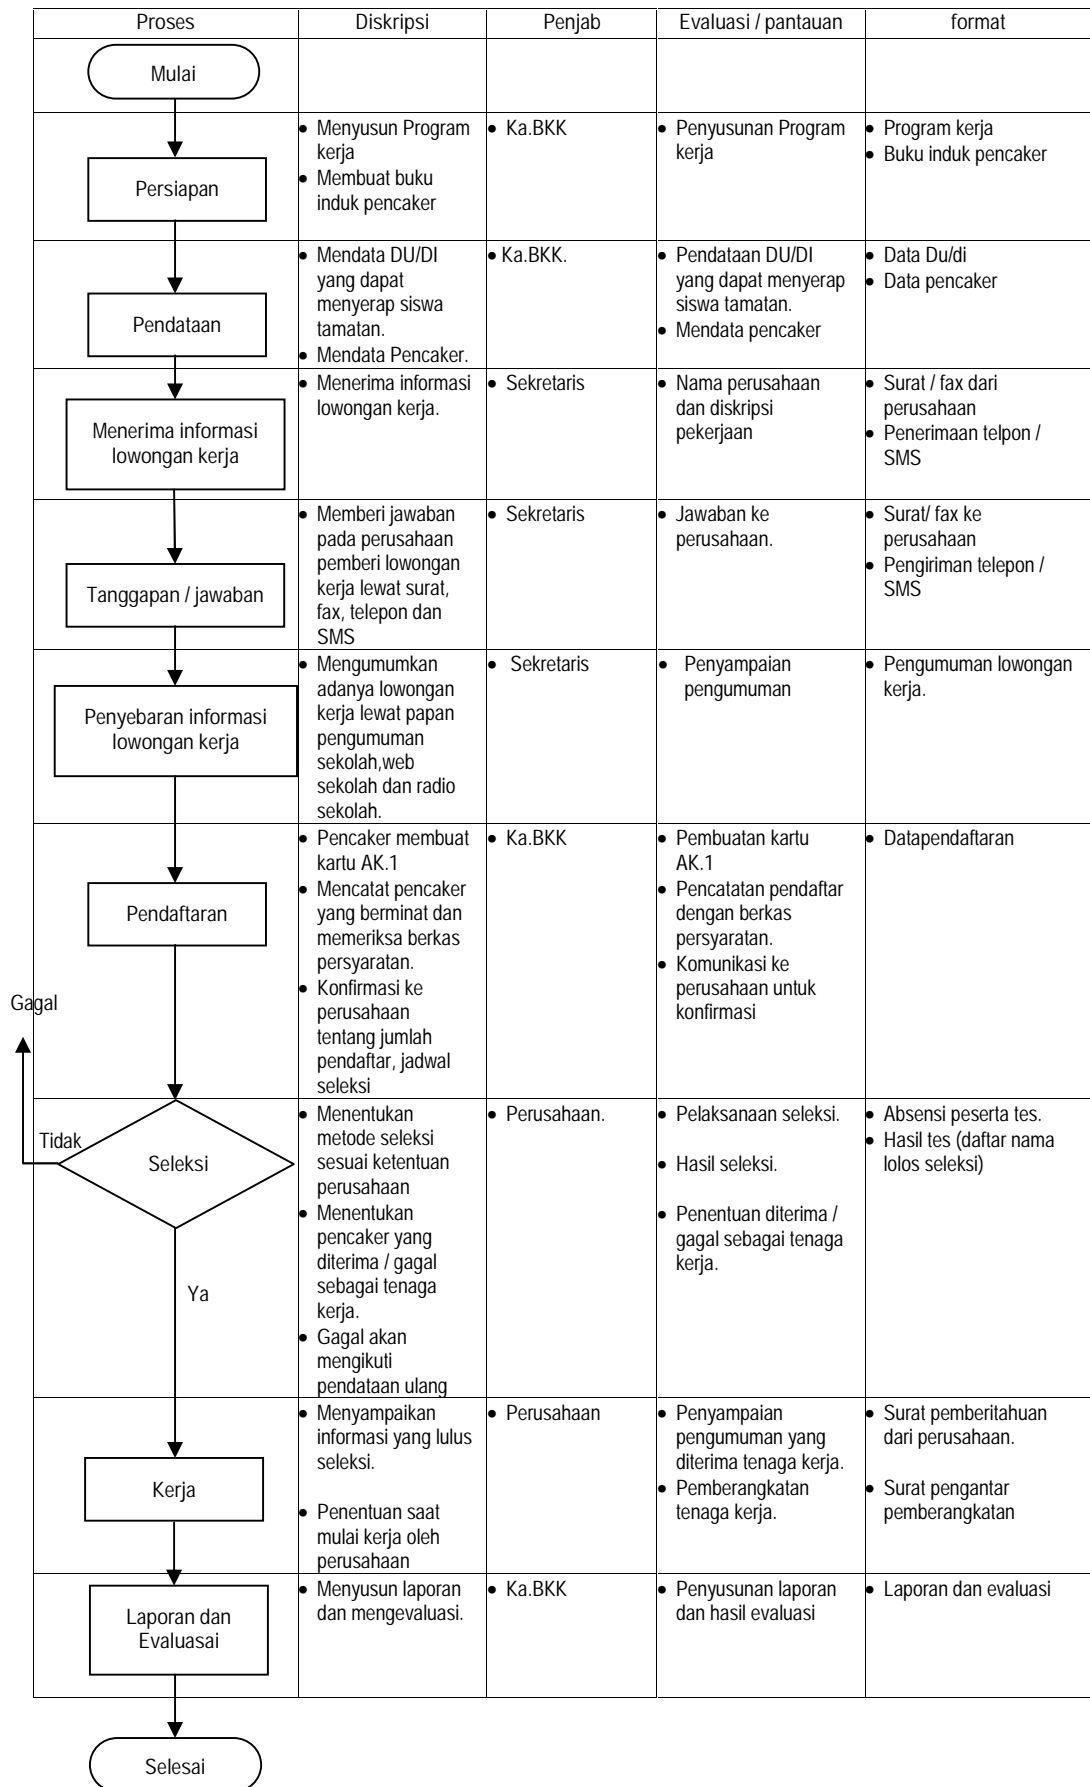 Proses
Diskripsi
Penjab
Evaluasi / pantauan
format
Mulai
Persiapan
• Menyusun Program
kerja
• Membuat buku
induk pencaker
• Ka.BKK
• Penyusunan Program
kerja
• Program kerja
• Buku induk pencaker
Pendataan
• Mendata DU/DI
yang dapat
menyerap siswa
tamatan.
• Mendata Pencaker.
• Ka.BKK.
• Pendataan DU/DI
yang dapat menyerap
siswa tamatan.
• Mendata pencaker
• Data Du/di
• Data pencaker
Menerima informasi
lowongan kerja
• Menerima informasi
lowongan kerja.
• Sekretaris
• Nama perusahaan
dan diskripsi
pekerjaan
• Surat / fax dari
perusahaan
• Penerimaan telpon /
SMS
Tanggapan / jawaban
• Memberi jawaban
pada perusahaan
pemberi lowongan
kerja lewat surat,
fax, telepon dan
SMS
• Sekretaris
• Jawaban ke
perusahaan.
• Surat/ fax ke
perusahaan
• Pengiriman telepon /
SMS
Penyebaran informasi
lowongan kerja
• Mengumumkan
adanya lowongan
kerja lewat papan
pengumuman
sekolah,web
sekolah dan radio
sekolah.
• Sekretaris
• Penyampaian
pengumuman
• Pengumuman lowongan
kerja.
Pendaftaran
• Pencaker membuat
kartu AK.1
• Mencatat pencaker
yang berminat dan
memeriksa berkas
persyaratan.
• Konfirmasi ke
perusahaan
tentang jumlah
pendaftar, jadwal
seleksi
• Ka.BKK
• Pembuatan kartu
AK.1
• Pencatatan pendaftar
dengan berkas
persyaratan.
• Komunikasi ke
perusahaan untuk
konfirmasi
• Datapendaftaran
Gagal
Tidak
Seleksi
Ya
• Menentukan
metode seleksi
sesuai ketentuan
perusahaan
• Menentukan
pencaker yang
diterima / gagal
sebagai tenaga
kerja.
• Gagal akan
mengikuti
pendataan ulang
• Perusahaan.
• Pelaksanaan seleksi.
• Hasil seleksi.
• Penentuan diterima /
gagal sebagai tenaga
kerja.
• Absensi peserta tes.
• Hasil tes (daftar nama
lolos seleksi)
Kerja
• Menyampaikan
informasi yang lulus
seleksi.
• Penentuan saat
mulai kerja oleh
perusahaan
• Perusahaan
• Penyampaian
pengumuman yang
diterima tenaga kerja.
• Pemberangkatan
tenaga kerja.
• Surat pemberitahuan
dari perusahaan.
• Surat pengantar
pemberangkatan
Laporan dan
Evaluasai
• Menyusun laporan
dan mengevaluasi.
• Ka.BKK
• Penyusunan laporan
dan hasil evaluasi
• Laporan dan evaluasi
Selesai